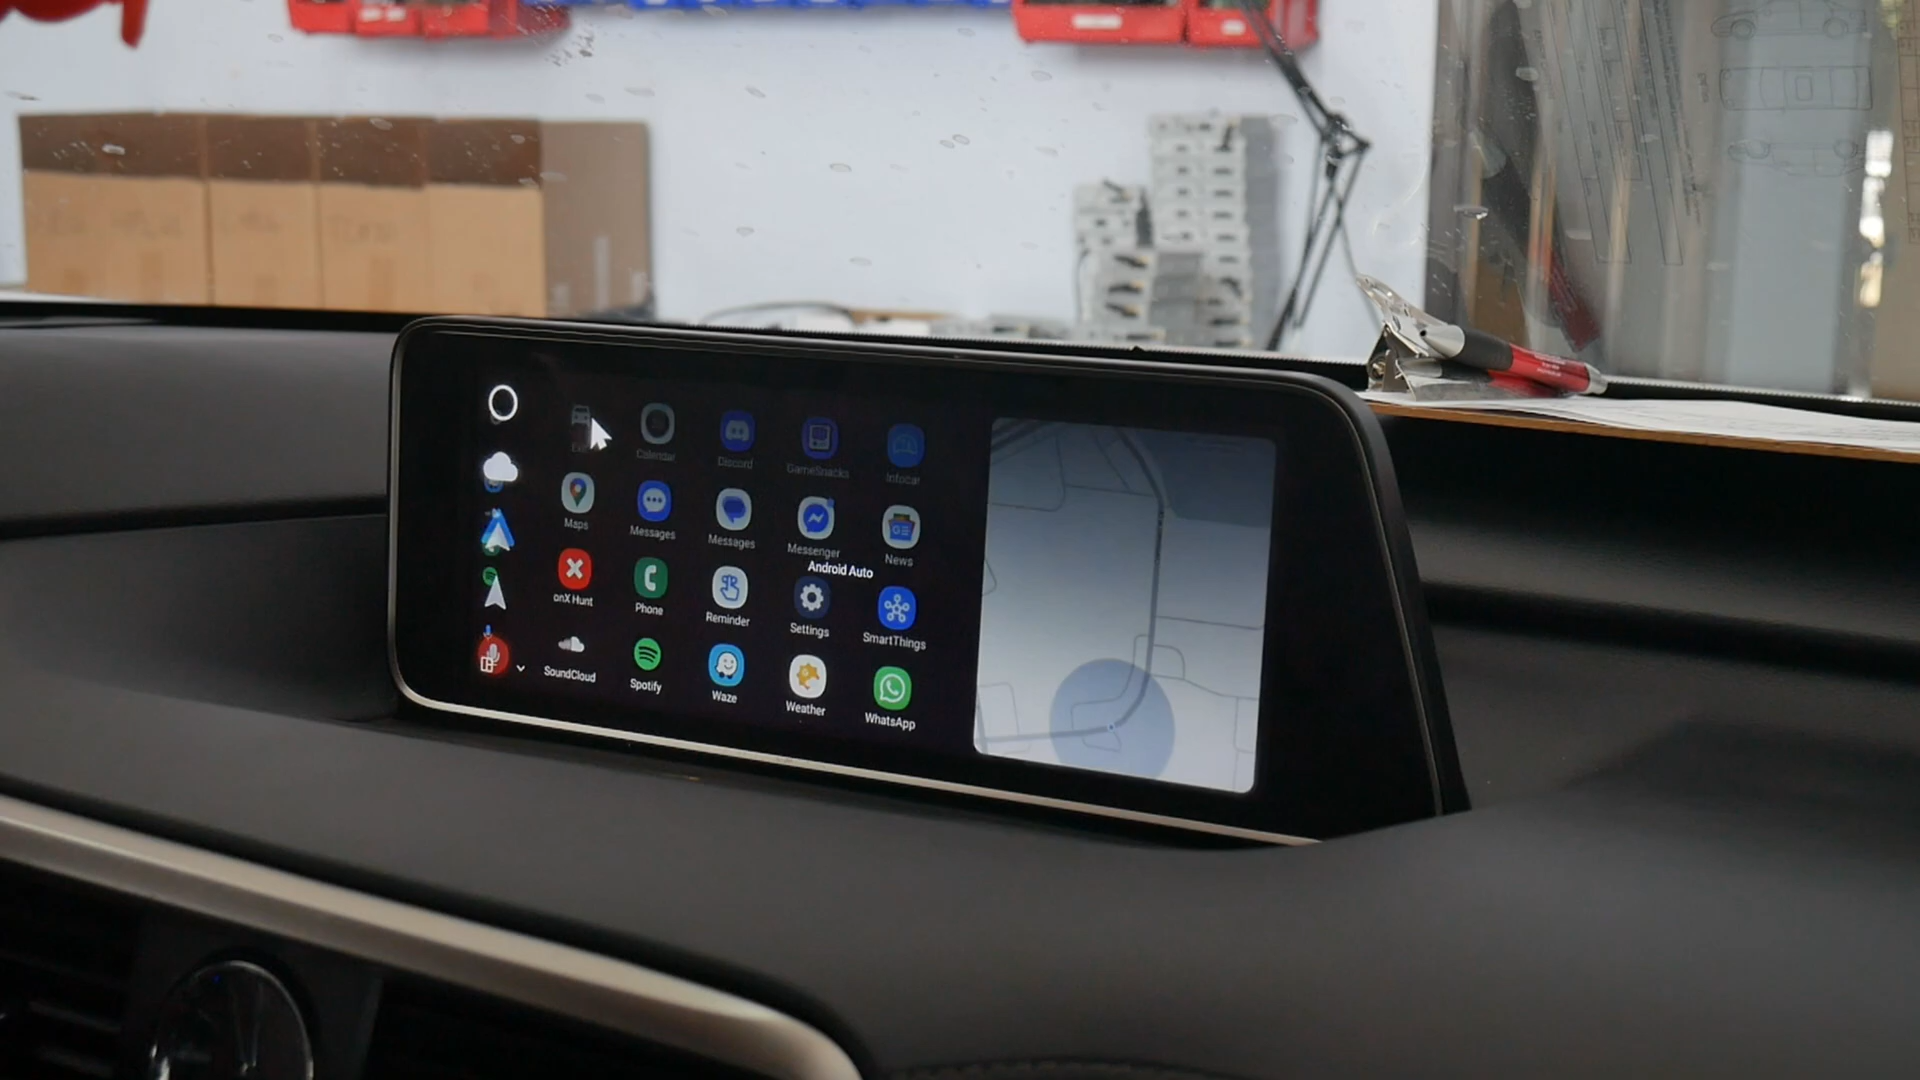 Calendar
Discord
GameSnacks
Infocar
Maps
Messages
Messages
Messenger
News
Android Auto
onX Hunt
Phone
Reminder
Settings
SmartThings
SoundCloud
Spotify
Waze
Weather
WhatsApp